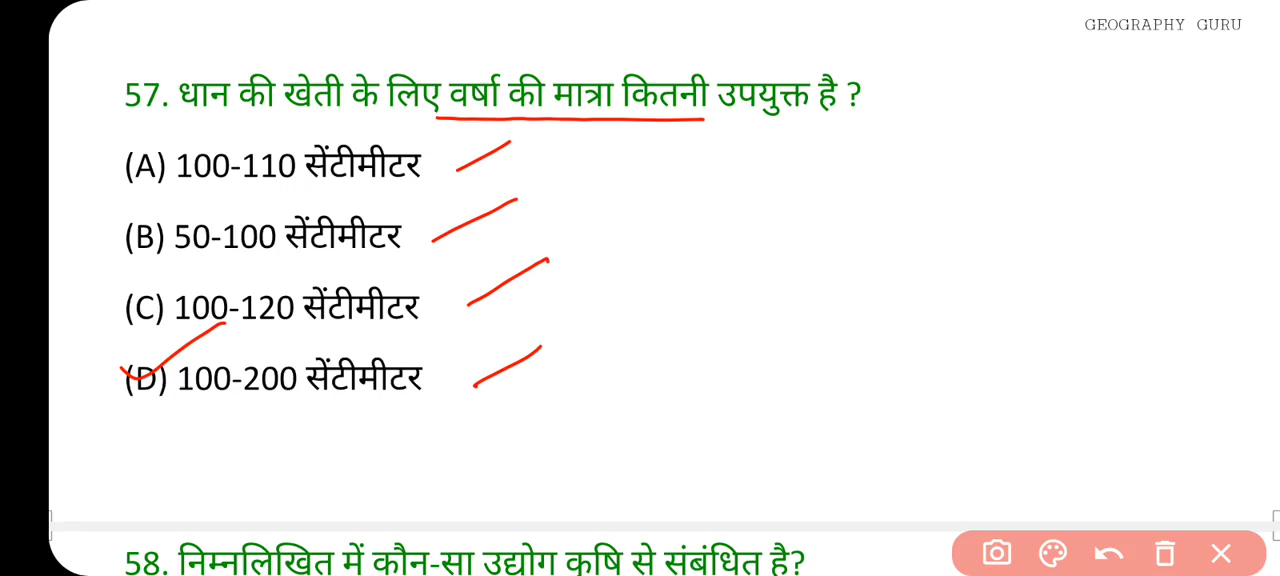 GEOGRAPHY GURU
57. धान की खेती के लिए वर्षा की मात्रा कितनी उपयुक्त है ?
(A) 100-110 सेंटीमीटर
(B) 50-100 सेंटीमीटर
(C) 100-120 सेंटीमीटर
(D) 100-200 सेंटीमीटर
58. निम्नलिखित में कौन-सा उद्योग कृषि से संबंधित है?